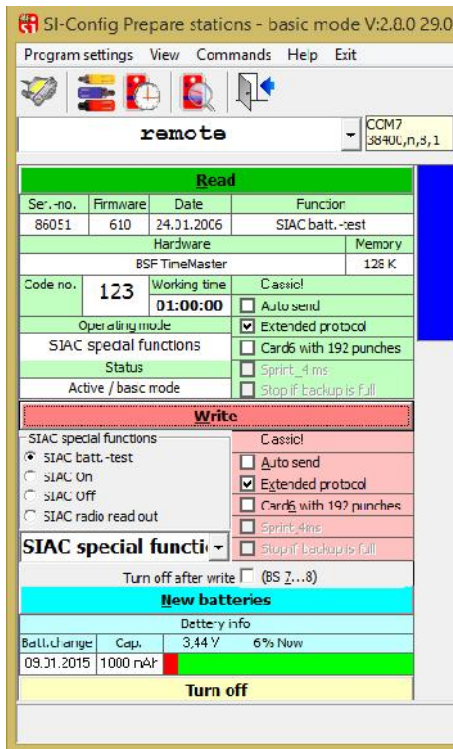 SI-Config Prepare stations - basic mode V:2.8.0 29.0
Program settings View Commands Help Exit
remote
COM7
38400,n,8,1
Read
Ser.-no. Firmware Date Function
86051 610 24.01.2006 SIAC batt.-test
Hardware Memory
BSF TimeMaster 128 K
Code no. 123 Working time Classic!
01:00:00 Auto send
Operating mode Extended protocol
SIAC special functions Card6 with 192 punches
Status Sprint_4 ms
Active / basic mode Stop if backup is full
Write
SIAC special functions Classic!
SIAC batt.-test Auto send
SIAC On Extended protocol
SIAC Off Card6 with 192 punches
SIAC radio read out Sprint_4ms
SIAC special functi Stop if backup is full
Turn off after write (BS 7...8)
New batteries
Battery info
Batt.change Cap. 3,44 V 6% Now
09.01.2015 1000 mAh
Turn off